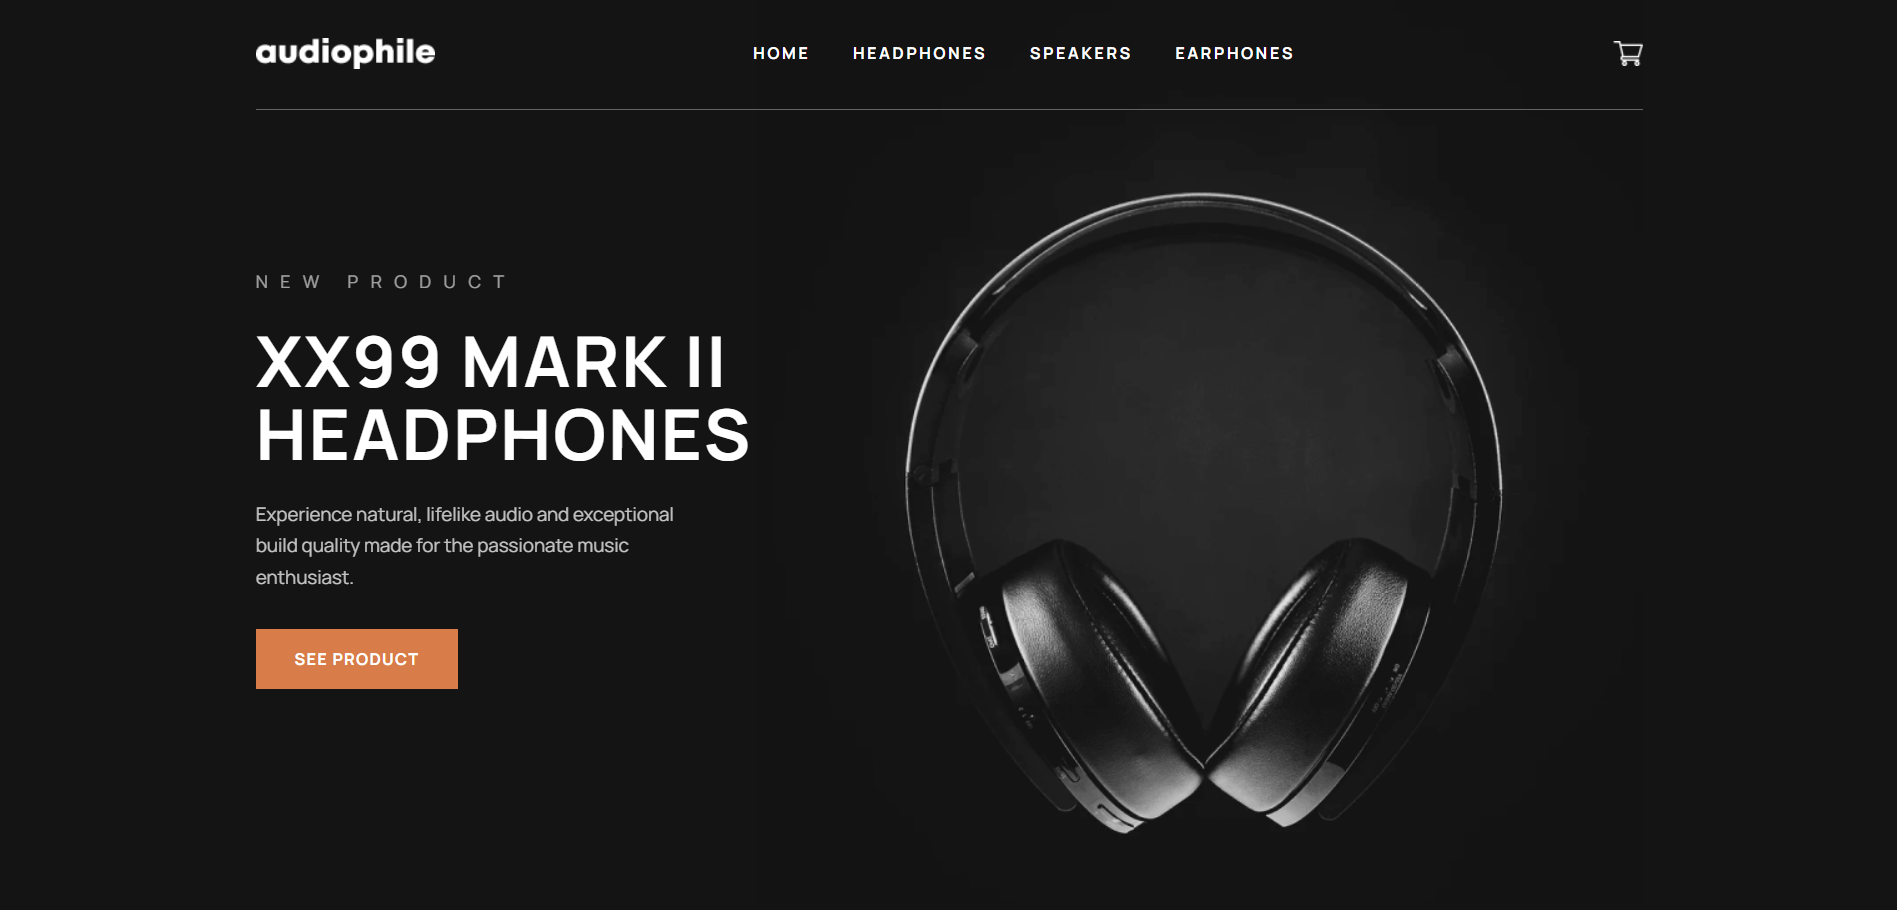 audiophile
HOME HEADPHONES SPEAKERS EARPHONES
NEW PRODUCT
XX99 MARK II
HEADPHONES
Experience natural, lifelike audio and exceptional
build quality made for the passionate music
enthusiast.
SEE PRODUCT